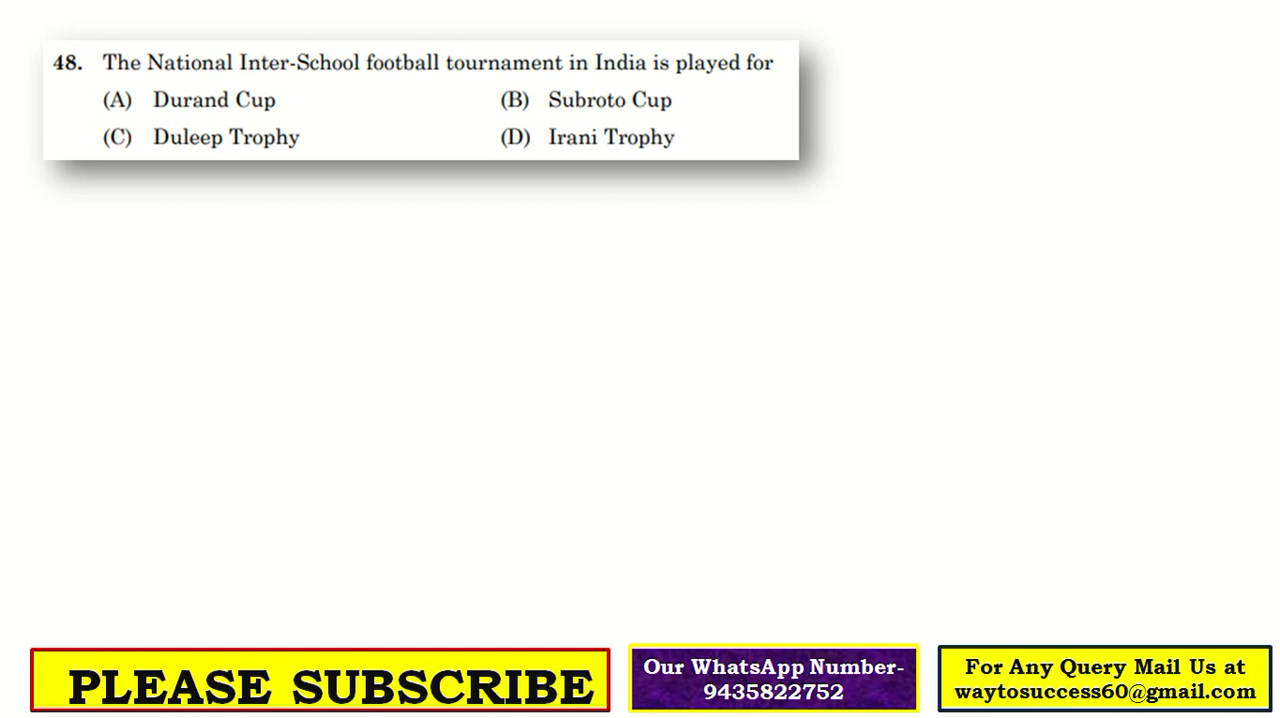 48. The National Inter-School football tournament in India is played for
(A) Durand Cup (B) Subroto Cup
(C) Duleep Trophy (D) Irani Trophy
PLEASE SUBSCRIBE
Our WhatsApp Number-
9435822752
For Any Query Mail Us at
waytosuccess60@gmail.com